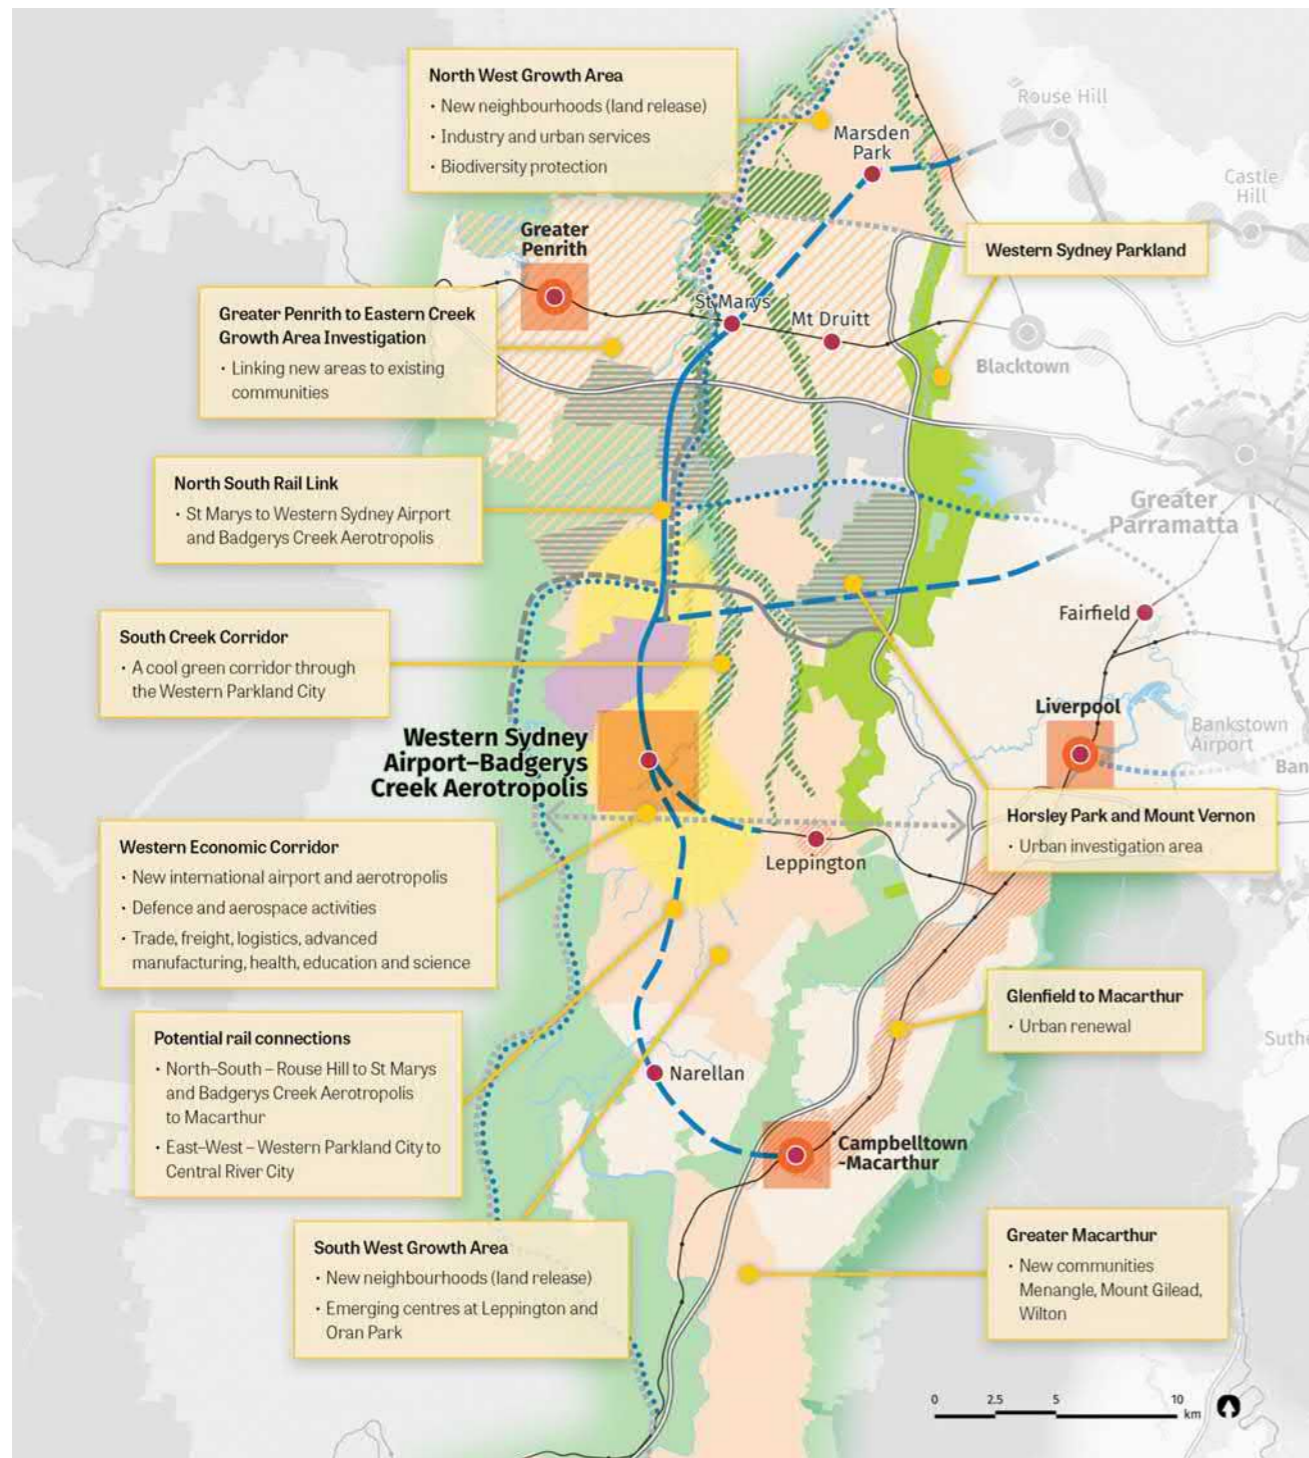 North West Growth Area
• New neighbourhoods (land release)
• Industry and urban services
• Biodiversity protection
Rouse Hill
Marsden
Park
Castle
Hill
Greater
Penrith
Western Sydney Parkland
Greater Penrith to Eastern Creek
Growth Area Investigation
• Linking new areas to existing
communities
St Marys
Mt Druitt
Blacktown
North South Rail Link
• St Marys to Western Sydney Airport
and Badgerys Creek Aerotropolis
Greater
Parramatta
South Creek Corridor
• A cool green corridor through
the Western Parkland City
Fairfield
Liverpool
Bankstown
Airport
Ban
Western Sydney
Airport–Badgerys
Creek Aerotropolis
Horsley Park and Mount Vernon
• Urban investigation area
Western Economic Corridor
• New international airport and aerotropolis
• Defence and aerospace activities
• Trade, freight, logistics, advanced
manufacturing, health, education and science
Leppington
Glenfield to Macarthur
• Urban renewal
Potential rail connections
• North–South – Rouse Hill to St Marys
and Badgerys Creek Aerotropolis
to Macarthur
• East–West – Western Parkland City to
Central River City
Suthe
Narellan
Campbelltown
-Macarthur
South West Growth Area
• New neighbourhoods (land release)
• Emerging centres at Leppington and
Oran Park
Greater Macarthur
• New communities
Menangle, Mount Gilead,
Wilton
0 2.5 5 10
km